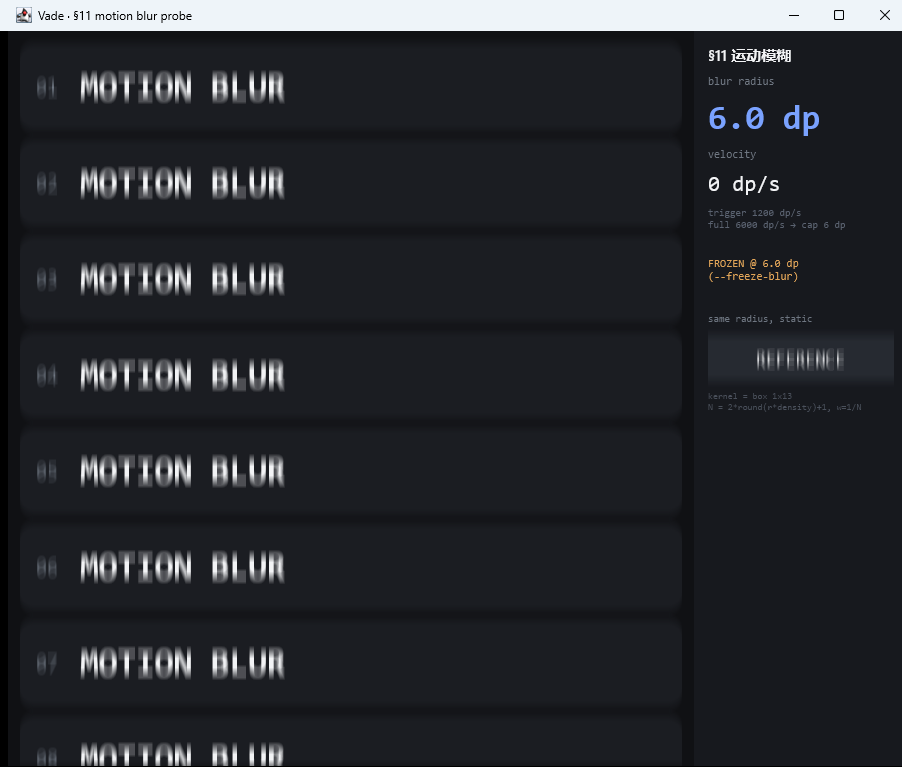 Vade · §11 motion blur probe
01 MOTION BLUR
02 MOTION BLUR
03 MOTION BLUR
04 MOTION BLUR
05 MOTION BLUR
06 MOTION BLUR
07 MOTION BLUR
08 MOTION BLUR
§11 运动模糊
blur radius
6.0 dp
velocity
0 dp/s
trigger 1200 dp/s
full 6000 dp/s → cap 6 dp
FROZEN @ 6.0 dp
(--freeze-blur)
same radius, static
REFERENCE
kernel = box 1x13
N = 2*round(r*density)+1, w=1/N